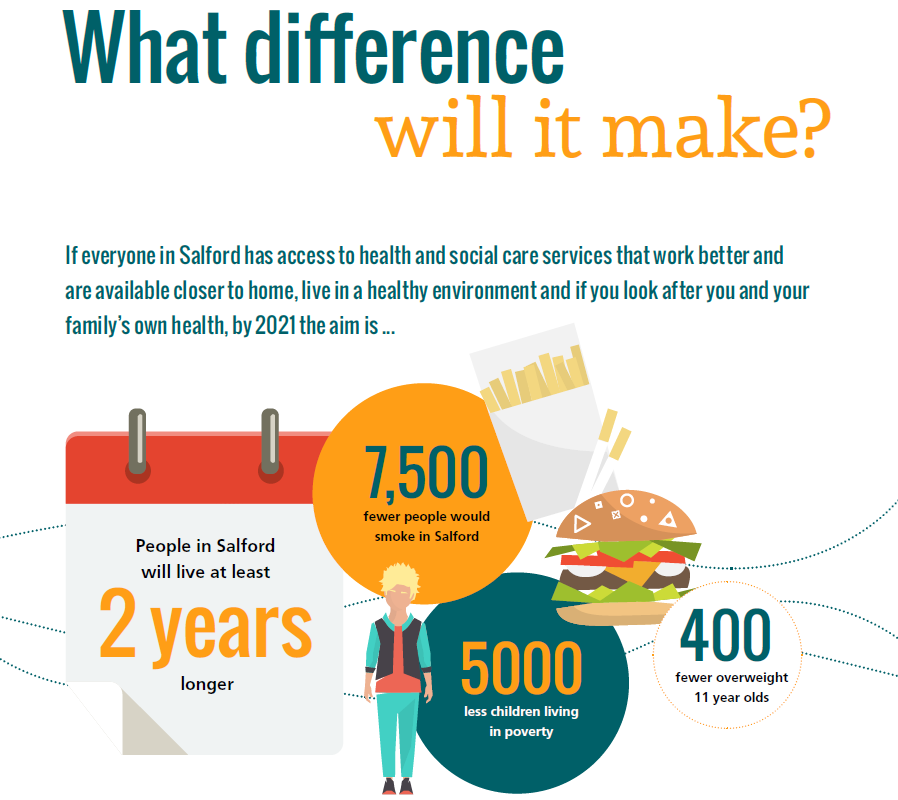 What difference
will it make?
If everyone in Salford has access to health and social care services that work better and
are available closer to home, live in a healthy environment and if you look after you and your
family's own health, by 2021 the aim is ...
People in Salford
will live at least
2 years
longer
7,500
fewer people would
smoke in Salford
5000
less children living
in poverty
400
fewer overweight
11 year olds